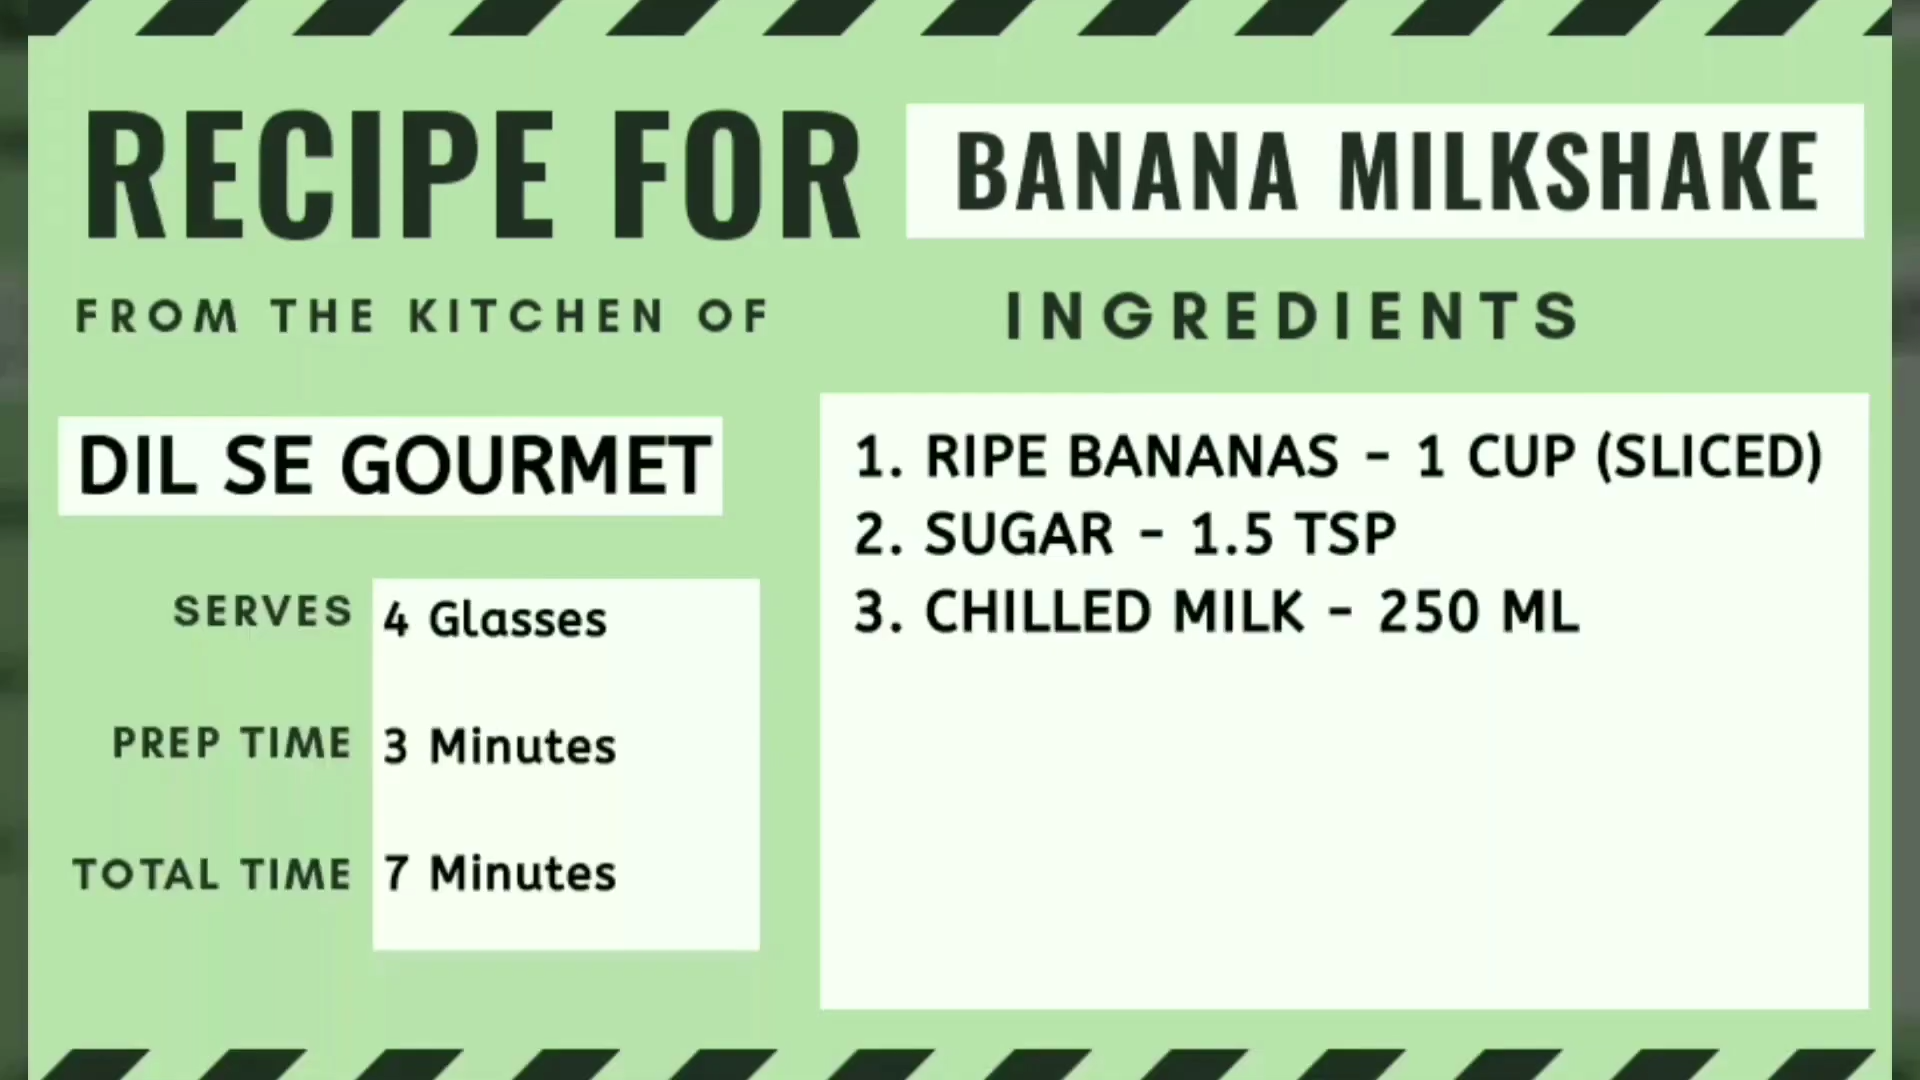 RECIPE FOR BANANA MILKSHAKE
FROM THE KITCHEN OF
DIL SE GOURMET
SERVES 4 Glasses
PREP TIME 3 Minutes
TOTAL TIME 7 Minutes
INGREDIENTS
1. RIPE BANANAS - 1 CUP (SLICED)
2. SUGAR - 1.5 TSP
3. CHILLED MILK - 250 ML